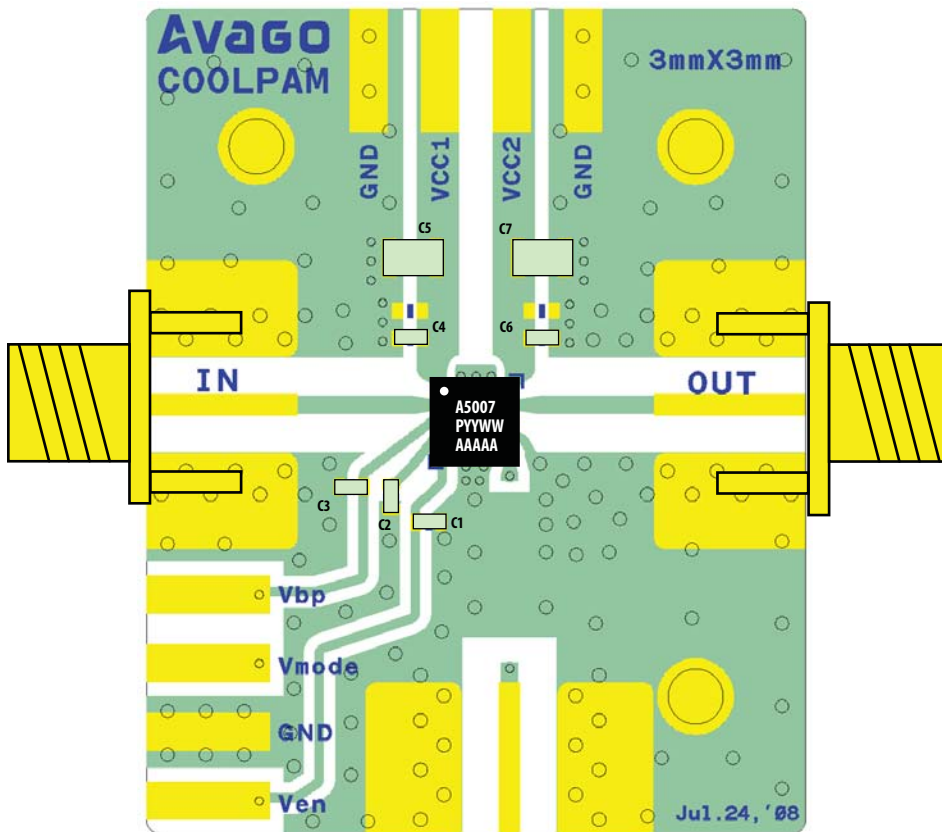 Avago
COOLPAM
3mmX3mm
GND
VCC1
VCC2
GND
C5
C7
C4
C6
IN
OUT
A5007
PYYWW
AAAAA
C3
C2
C1
Vbp
Vmode
GND
Ven
Jul.24,'08